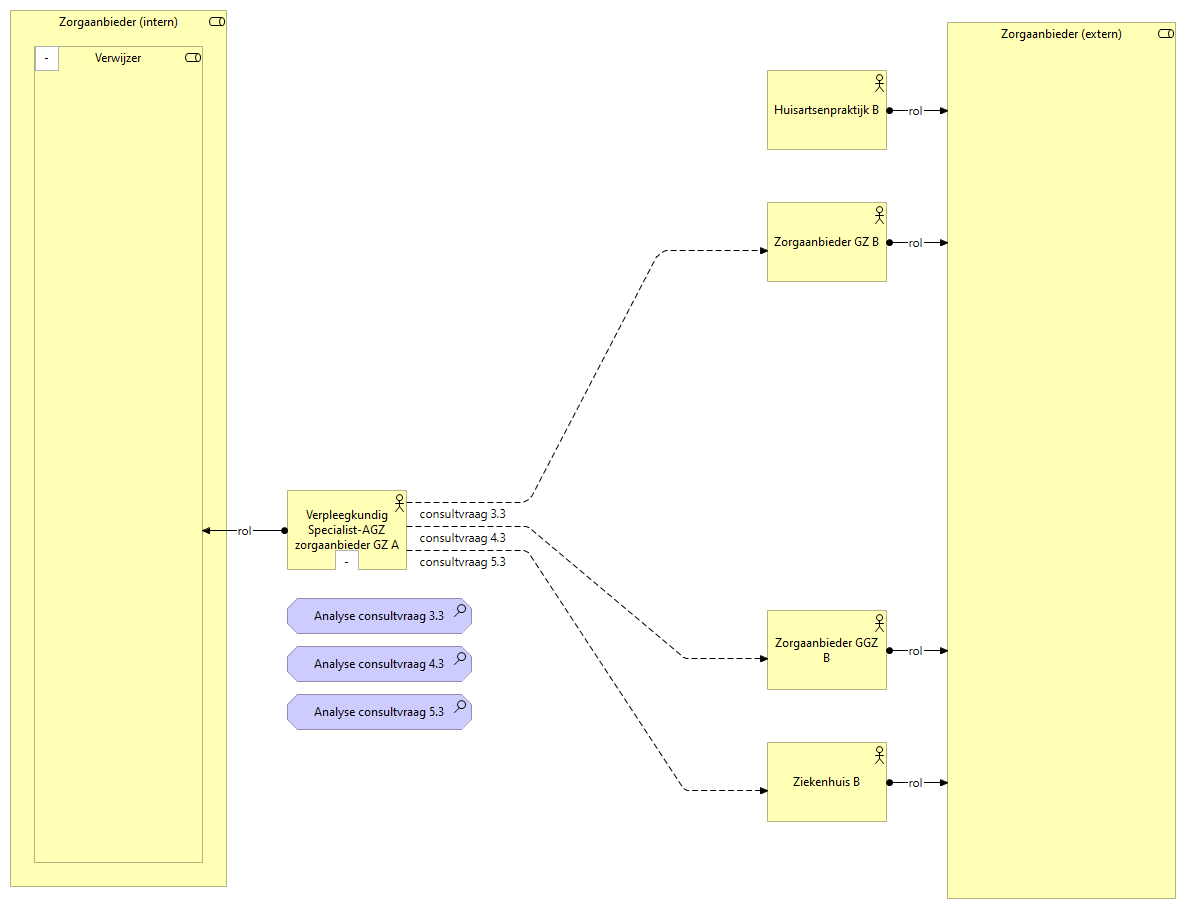 Zorgaanbieder (intern)
-
Verwijzer
Zorgaanbieder (extern)
Huisartsenpraktijk B
rol
Zorgaanbieder GZ B
rol
rol
Verpleegkundig
Specialist-AGZ
zorgaanbieder GZ A
-
consultvraag 3.3
consultvraag 4.3
consultvraag 5.3
Analyse consultvraag 3.3
Analyse consultvraag 4.3
Analyse consultvraag 5.3
Zorgaanbieder GGZ
B
rol
Ziekenhuis B
rol